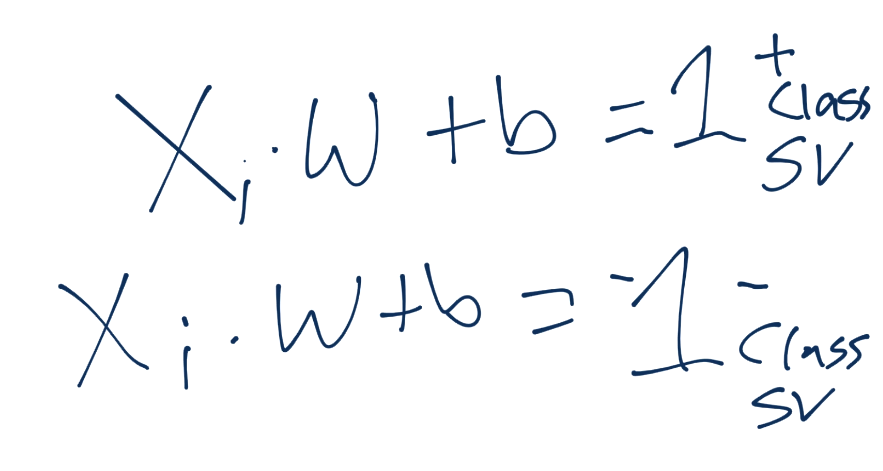 Xi·W+b=1 + class SV
Xi·W+b=-1 - class SV